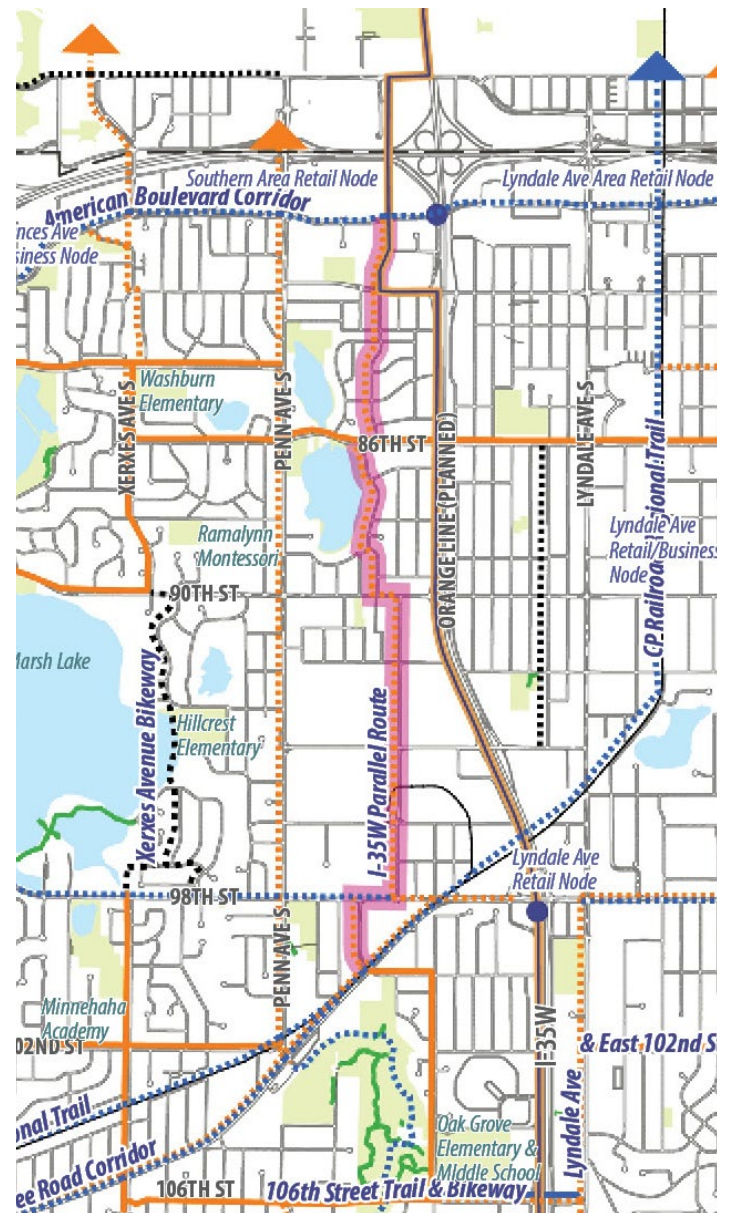 Southern Area Retail Node
Lyndale Ave Area Retail Node
American Boulevard Corridor
nces Ave
siness Node
Washburn
Elementary
XERXES AVE S
PENN AVE S
86TH ST
ORANGE LINE (PLANNED)
LYNDALE AVE S
CP Railroad Regional Trail
Ramalynn
Montessori
Lyndale Ave
Retail/Business
Node
90TH ST
Marsh Lake
Xerxes Avenue Bikeway
Hillcrest
Elementary
I-35W Parallel Route
Lyndale Ave
Retail Node
98TH ST
PENN AVE S
Minnehaha
Academy
02ND ST
I-35W
& East 102nd S
Lyndale Ave
onal Trail
ee Road Corridor
Oak Grove
Elementary &
Middle School
106TH ST
106th Street Trail & Bikeway